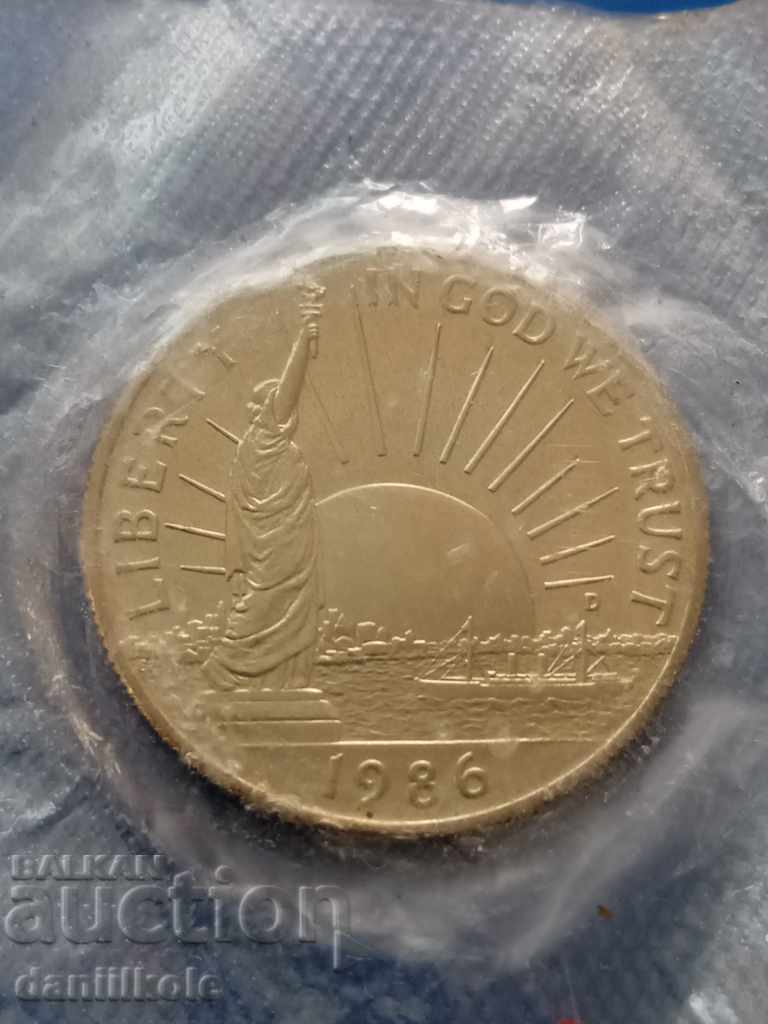 LIBERTY
IN GOD WE TRUST
D
1986
BALKAN
auction
daniilkole